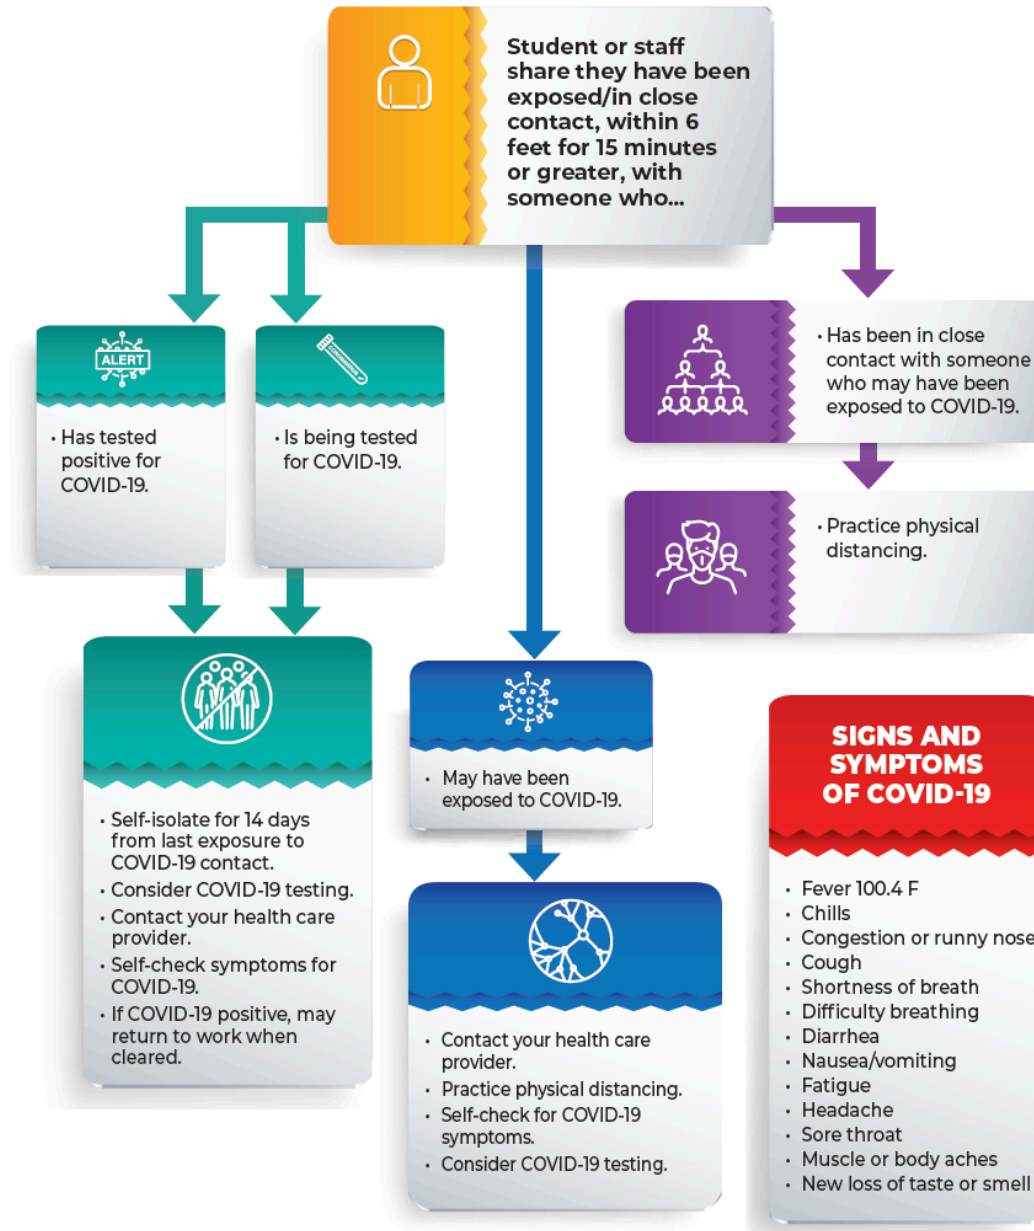 Student or staff
share they have been
exposed/in close
contact, within 6
feet for 15 minutes
or greater, with
someone who...
ALERT
• Has tested
positive for
COVID-19.
CORONAVIRUS
• Is being tested
for COVID-19.
• Has been in close
contact with someone
who may have been
exposed to COVID-19.
• Practice physical
distancing.
• Self-isolate for 14 days
from last exposure to
COVID-19 contact.
• Consider COVID-19 testing.
• Contact your health care
provider.
• Self-check symptoms for
COVID-19.
• If COVID-19 positive, may
return to work when
cleared.
• May have been
exposed to COVID-19.
• Contact your health care
provider.
• Practice physical distancing.
• Self-check for COVID-19
symptoms.
• Consider COVID-19 testing.
SIGNS AND
SYMPTOMS
OF COVID-19
• Fever 100.4 F
• Chills
• Congestion or runny nose
• Cough
• Shortness of breath
• Difficulty breathing
• Diarrhea
• Nausea/vomiting
• Fatigue
• Headache
• Sore throat
• Muscle or body aches
• New loss of taste or smell